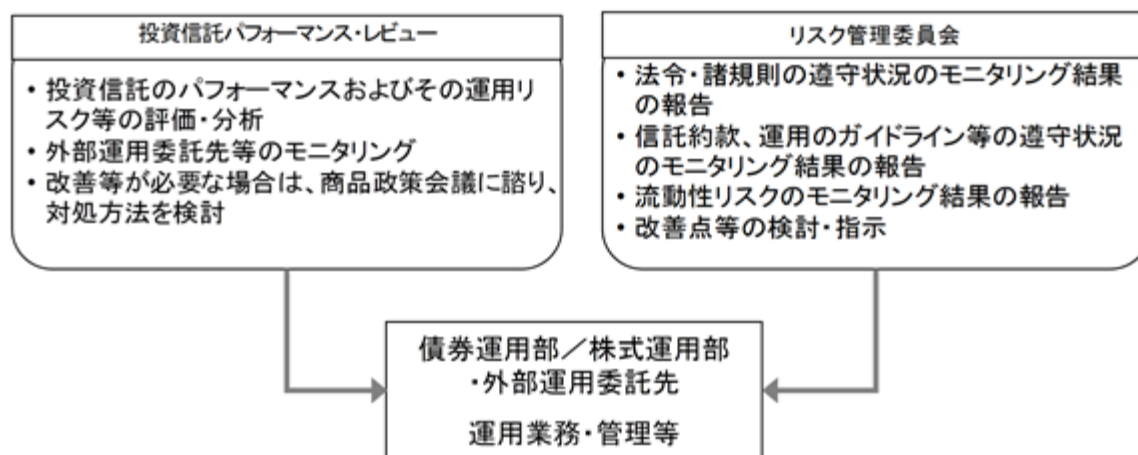 投資信託パフォーマンス・レビュー
・投資信託のパフォーマンスおよびその運用リ
スク等の評価・分析
・外部運用委託先等のモニタリング
・改善等が必要な場合は、商品政策会議に諮り、
対処方法を検討
リスク管理委員会
・法令・諸規則の遵守状況のモニタリング結果
の報告
・信託約款、運用のガイドライン等の遵守状況
のモニタリング結果の報告
・流動性リスクのモニタリング結果の報告
・改善点等の検討・指示
債券運用部／株式運用部
・外部運用委託先
運用業務・管理等